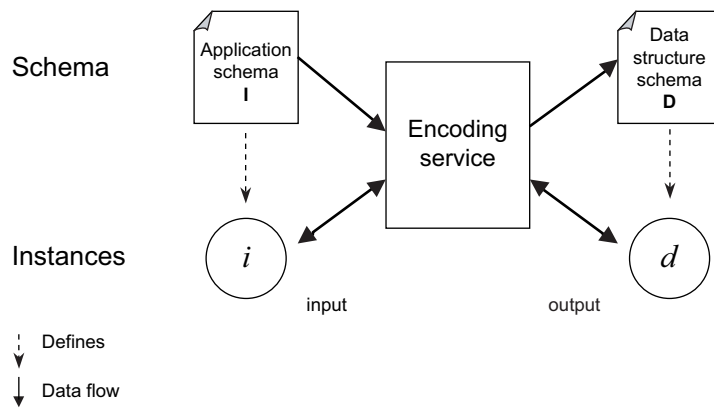 Schema
Application
schema
I
Encoding
service
Data
structure
schema
D
Instances
i
d
input
output
Defines
Data flow